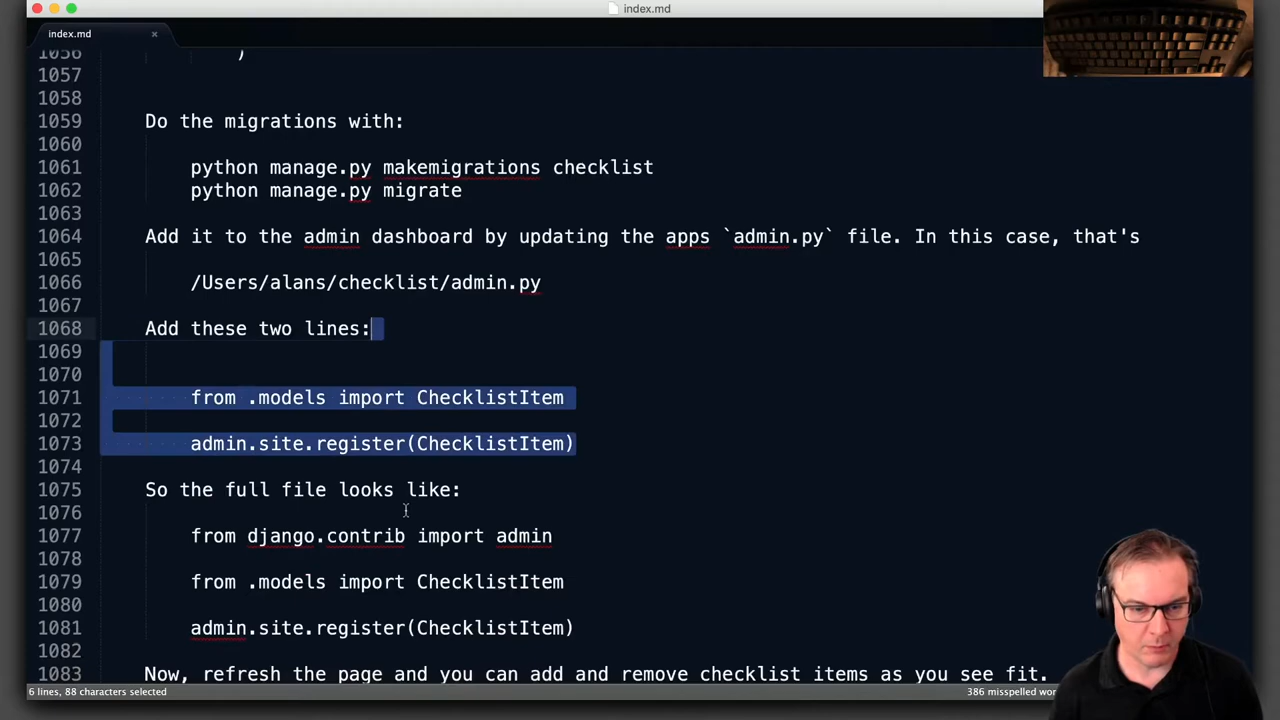 index.md
index.md
1056 )
1057
1058
1059 Do the migrations with:
1060
1061 python manage.py makemigrations checklist
1062 python manage.py migrate
1063
1064 Add it to the admin dashboard by updating the apps `admin.py` file. In this case, that's
1065
1066 /Users/alans/checklist/admin.py
1067
1068 Add these two lines:
1069
1070
1071 from .models import ChecklistItem
1072
1073 admin.site.register(ChecklistItem)
1074
1075 So the full file looks like:
1076
1077 from django.contrib import admin
1078
1079 from .models import ChecklistItem
1080
1081 admin.site.register(ChecklistItem)
1082
1083 Now, refresh the page and you can add and remove checklist items as you see fit.
6 lines, 88 characters selected
386 misspelled